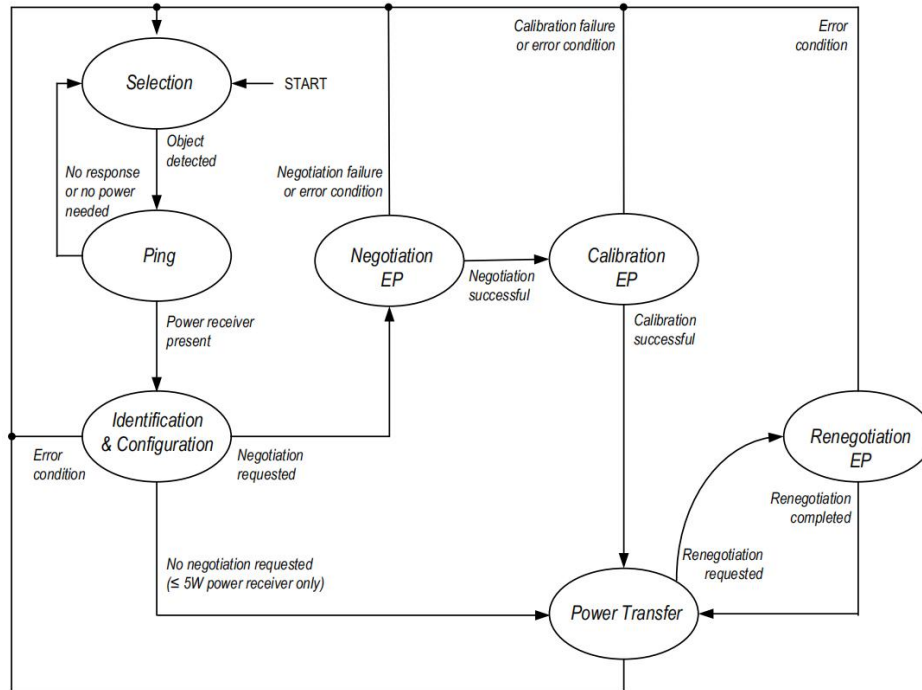 Calibration failure
or error condition
Error
condition
Selection
START
Object
detected
No response
or no power
needed
Negotiation failure
or error condition
Ping
Negotiation
EP
Negotiation
successful
Calibration
EP
Power receiver
present
Calibration
successful
Identification
& Configuration
Error
condition
Negotiation
requested
Renegotiation
EP
Renegotiation
completed
No negotiation requested
(≤ 5W power receiver only)
Renegotiation
requested
Power Transfer